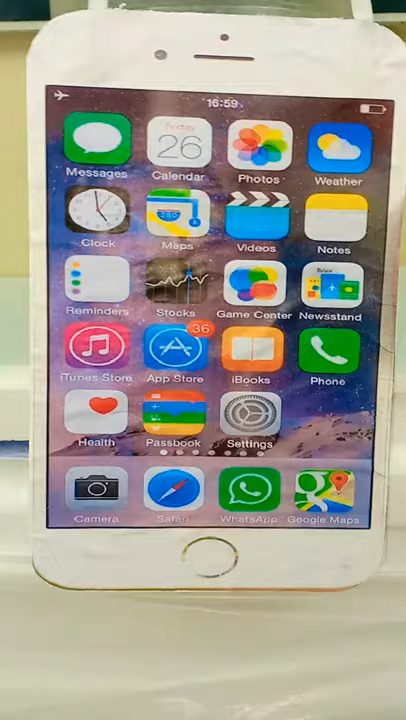 16:59
Friday
26
Messages Calendar Photos Weather
280
Clock Maps Videos Notes
Reminders Stocks Game Center Newsstand
36
iTunes Store App Store iBooks Phone
Health Passbook Settings
Camera Safari WhatsApp Google Maps